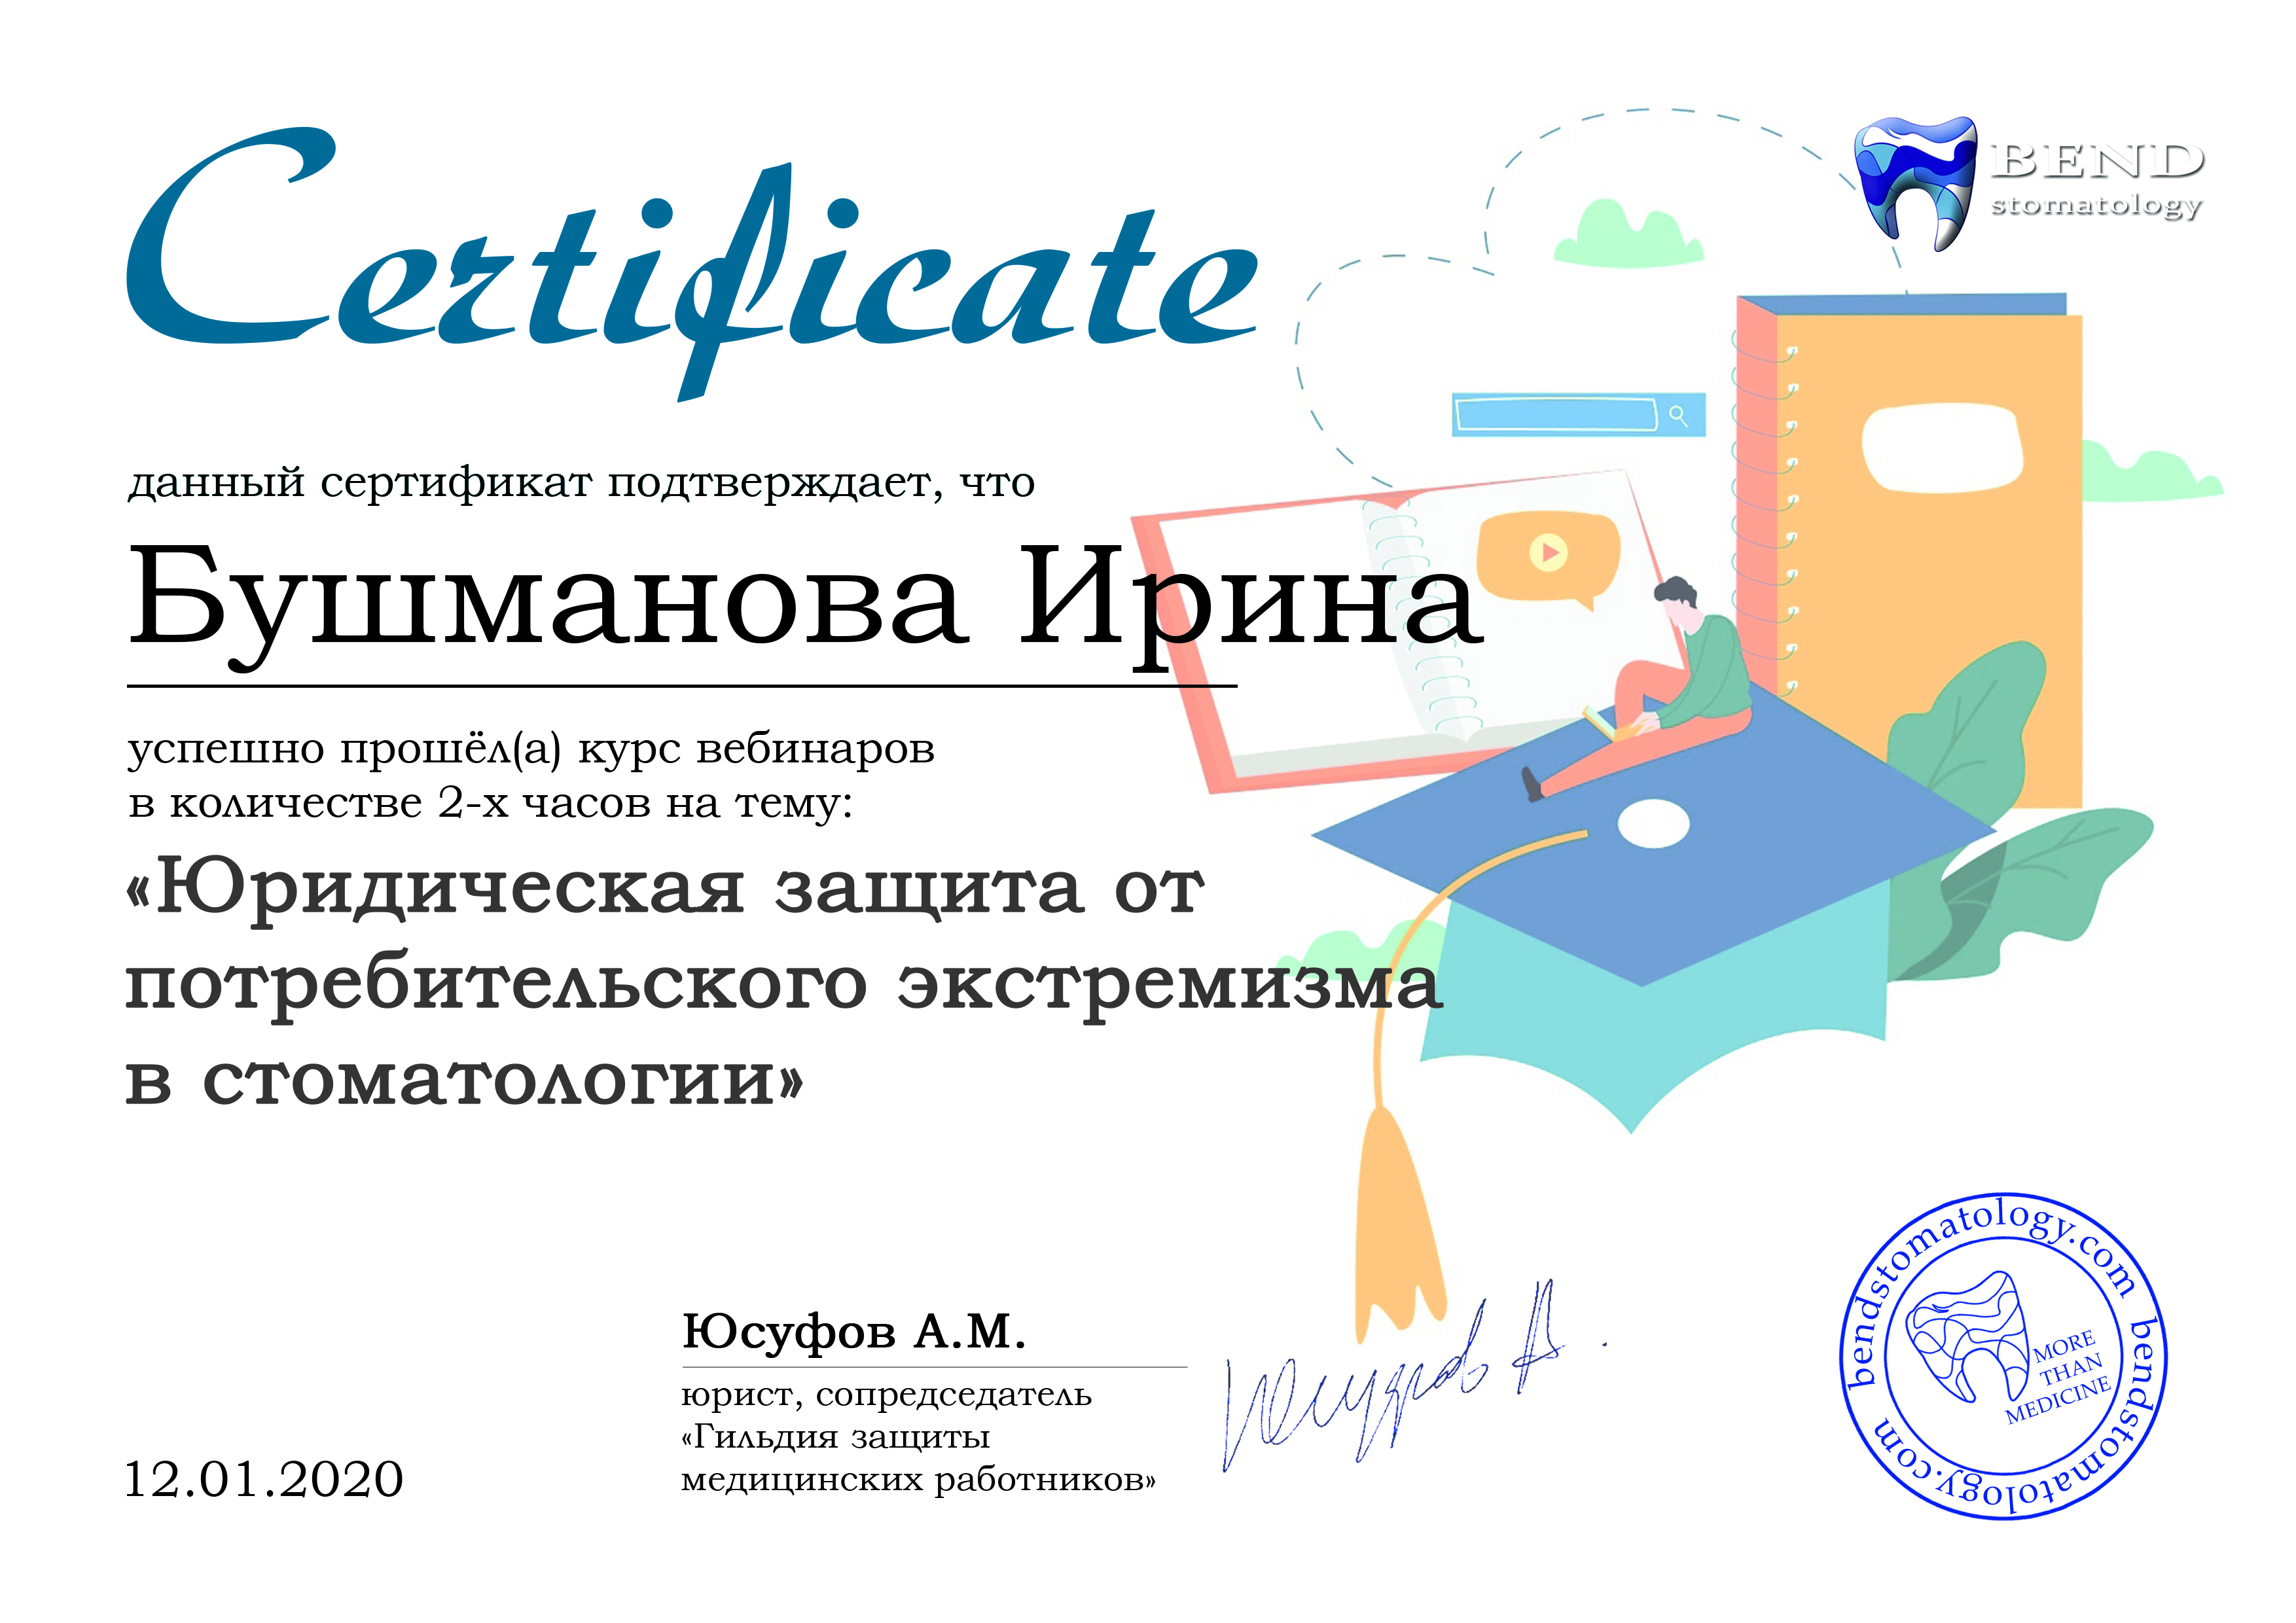 Certificate
BEND
stomatology
данный сертификат подтверждает, что
Бушманова Ирина
успешно прошёл(а) курс вебинаров
в количестве 2-х часов на тему:
«Юридическая защита от
потребительского экстремизма
в стоматологии»
Юсуфов А.М.
юрист, сопредседатель
«Гильдия защиты
медицинских работников»
Юсуфов А.
12.01.2020
bendstomatology.com bendstomatology.com
MORE
THAN
MEDICINE